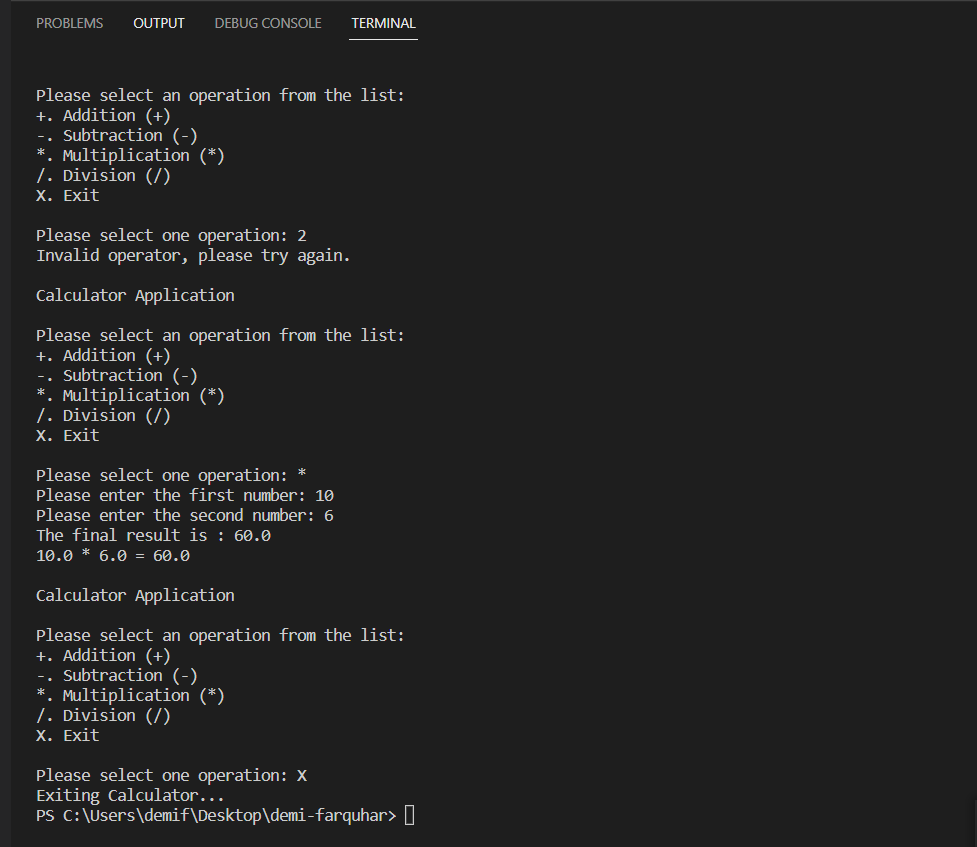 PROBLEMS OUTPUT DEBUG CONSOLE TERMINAL
Please select an operation from the list:
+. Addition (+)
-. Subtraction (-)
*. Multiplication (*)
/. Division (/)
X. Exit
Please select one operation: 2
Invalid operator, please try again.
Calculator Application
Please select an operation from the list:
+. Addition (+)
-. Subtraction (-)
*. Multiplication (*)
/. Division (/)
X. Exit
Please select one operation: *
Please enter the first number: 10
Please enter the second number: 6
The final result is : 60.0
10.0 * 6.0 = 60.0
Calculator Application
Please select an operation from the list:
+. Addition (+)
-. Subtraction (-)
*. Multiplication (*)
/. Division (/)
X. Exit
Please select one operation: X
Exiting Calculator...
PS C:\Users\demif\Desktop\demi-farquhar>